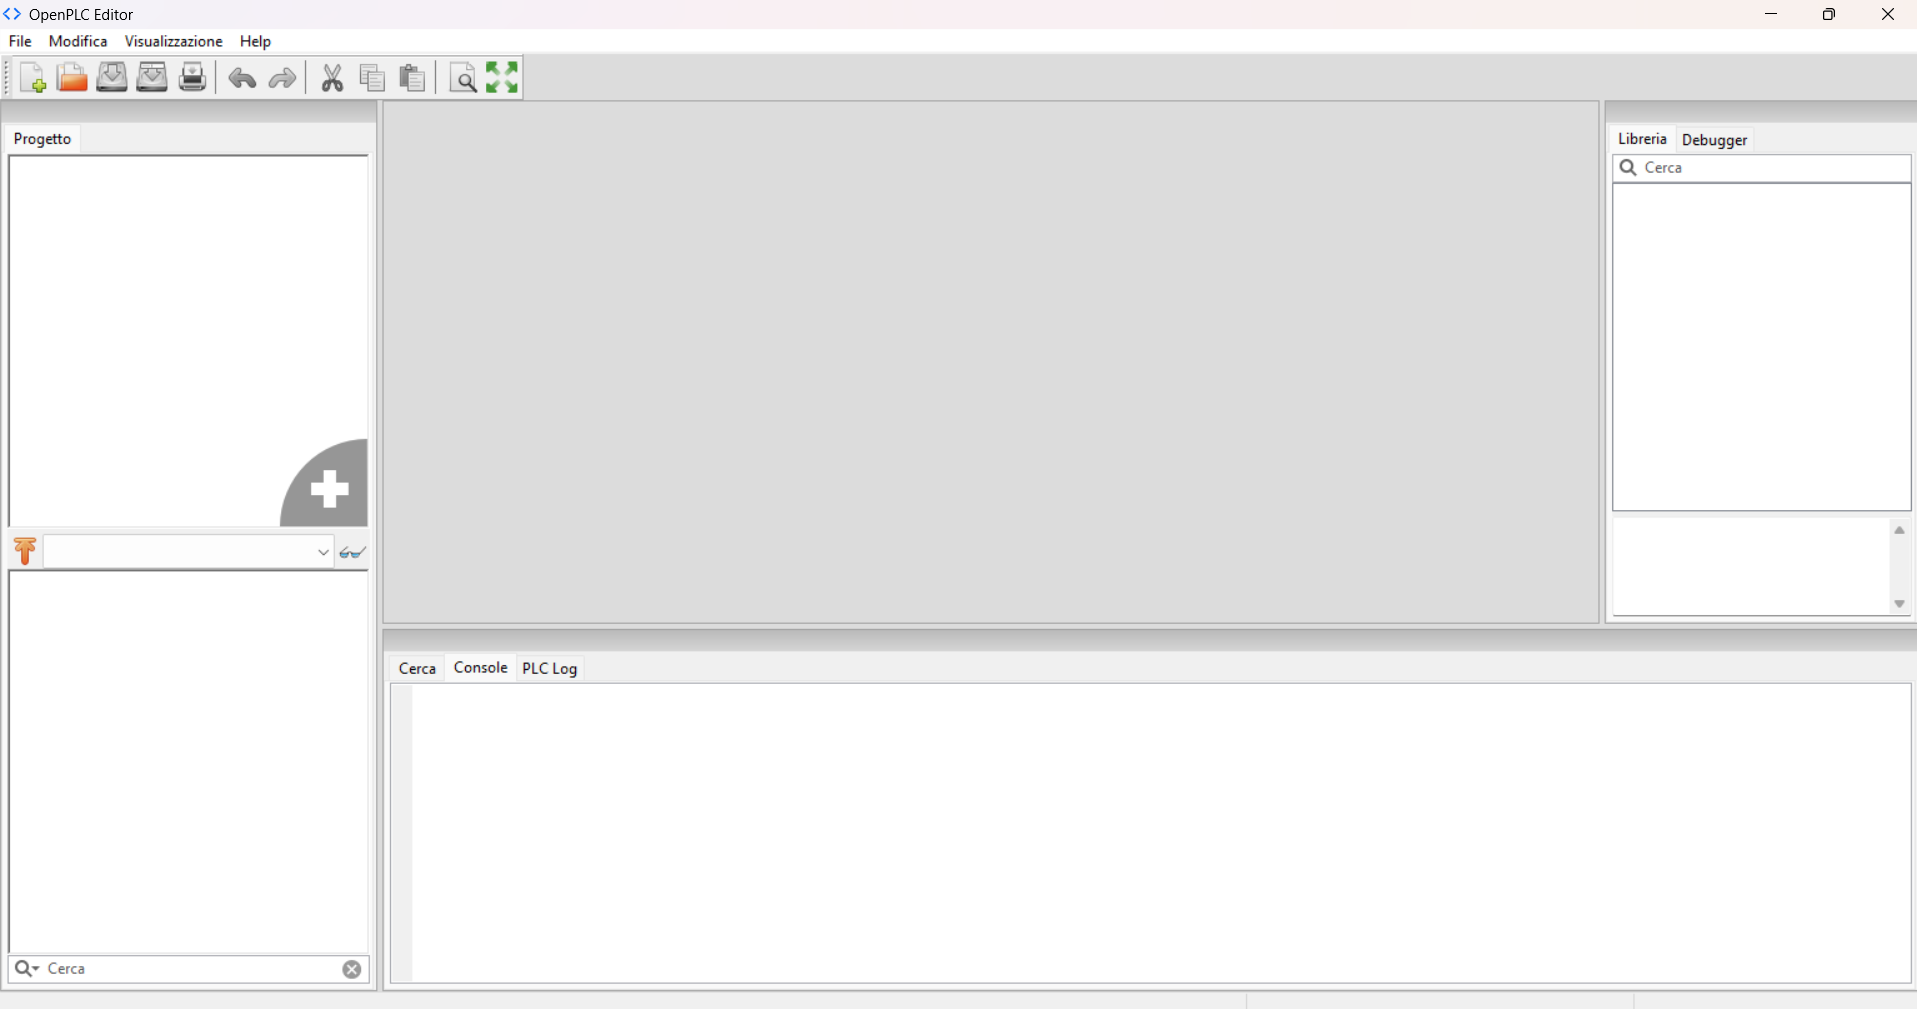 OpenPLC Editor
File Modifica Visualizzazione Help
Progetto
Libreria Debugger
Cerca
Cerca Console PLC Log
Cerca